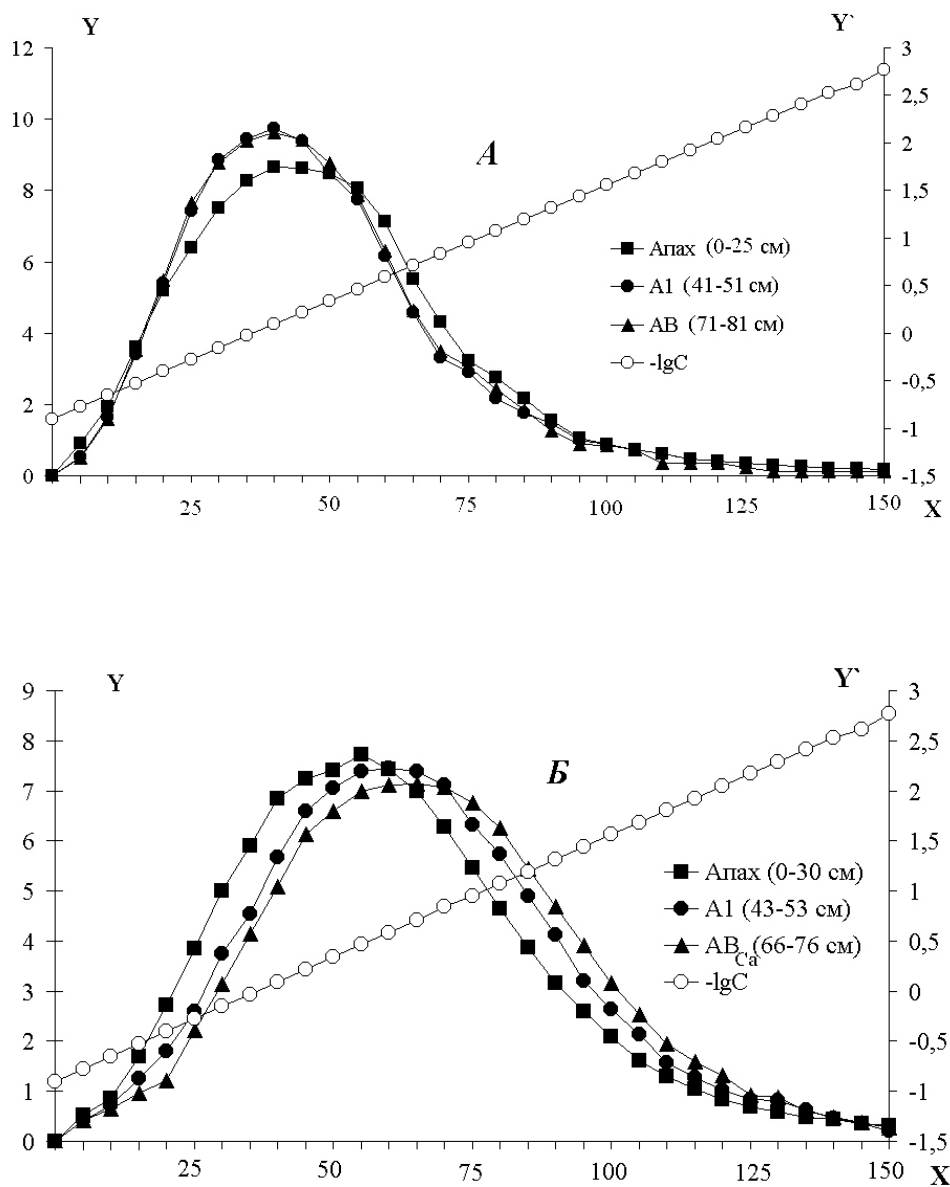 Y Y`
12 3
10 2,5
2
8 1,5
6 1
0,5
4 0
-0,5
2 -1
0 -1,5
А
Апах (0-25 см)
А1 (41-51 см)
АВ (71-81 см)
-lgC
25 50 75 100 125 150 X
Y Y`
9 3
8 2,5
7 2
6 1,5
5 1
4 0,5
3 0
2 -0,5
1 -1
0 -1,5
Б
Апах (0-30 см)
А1 (43-53 см)
АВCa (66-76 см)
-lgC
25 50 75 100 125 150 X